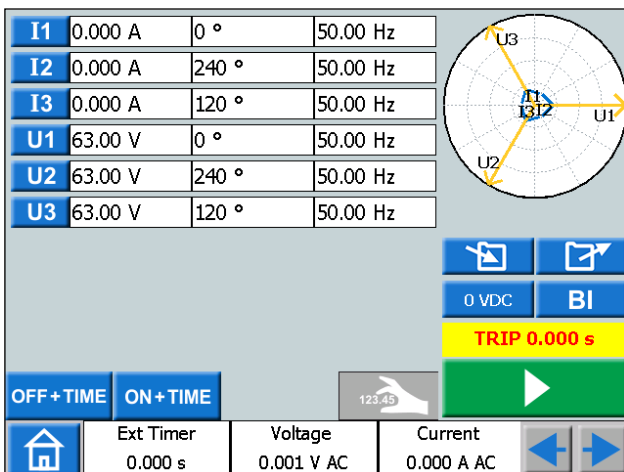 I1 0.000 A 0 ° 50.00 Hz
I2 0.000 A 240 ° 50.00 Hz
I3 0.000 A 120 ° 50.00 Hz
U1 63.00 V 0 ° 50.00 Hz
U2 63.00 V 240 ° 50.00 Hz
U3 63.00 V 120 ° 50.00 Hz
U3
I1
I3 I2
U1
U2
0 VDC BI
TRIP 0.000 s
OFF+TIME ON+TIME 123.45
Ext Timer Voltage Current
0.000 s 0.001 V AC 0.000 A AC